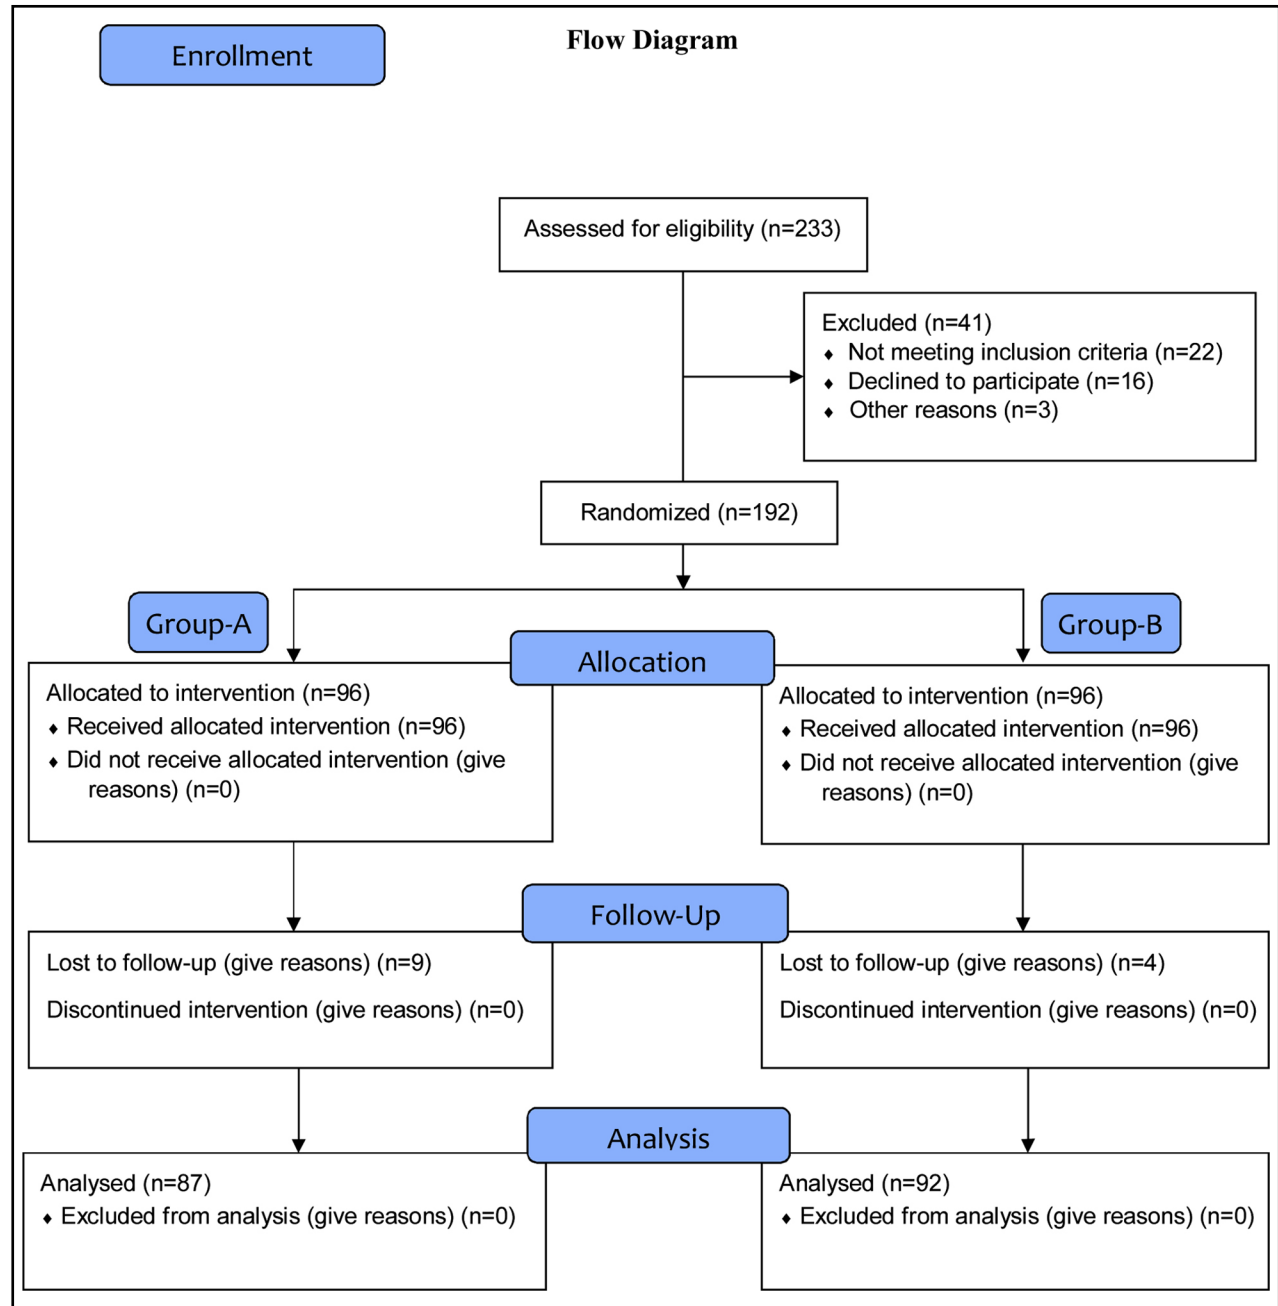 Enrollment
Flow Diagram
Assessed for eligibility (n=233)
Excluded (n=41)
♦ Not meeting inclusion criteria (n=22)
♦ Declined to participate (n=16)
♦ Other reasons (n=3)
Randomized (n=192)
Group-A
Group-B
Allocation
Allocated to intervention (n=96)
♦ Received allocated intervention (n=96)
♦ Did not receive allocated intervention (give
reasons) (n=0)
Allocated to intervention (n=96)
♦ Received allocated intervention (n=96)
♦ Did not receive allocated intervention (give
reasons) (n=0)
Follow-Up
Lost to follow-up (give reasons) (n=9)
Discontinued intervention (give reasons) (n=0)
Lost to follow-up (give reasons) (n=4)
Discontinued intervention (give reasons) (n=0)
Analysis
Analysed (n=87)
♦ Excluded from analysis (give reasons) (n=0)
Analysed (n=92)
♦ Excluded from analysis (give reasons) (n=0)